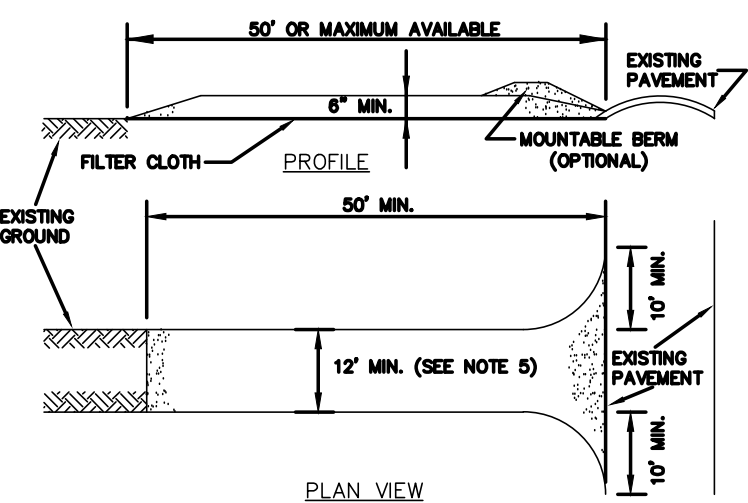 50' OR MAXIMUM AVAILABLE
EXISTING
PAVEMENT
6" MIN.
MOUNTABLE BERM
(OPTIONAL)
FILTER CLOTH
PROFILE
EXISTING
GROUND
50' MIN.
10' MIN.
12' MIN. (SEE NOTE 5)
EXISTING
PAVEMENT
10' MIN.
PLAN VIEW